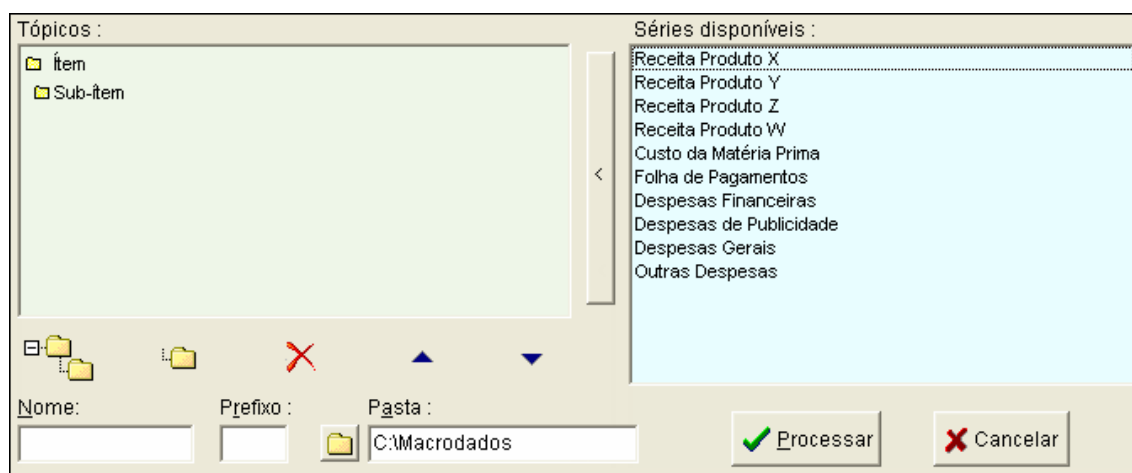 Tópicos :
Ítem
Sub-ítem
<
Séries disponíveis :
Receita Produto X
Receita Produto Y
Receita Produto Z
Receita Produto W
Custo da Matéria Prima
Folha de Pagamentos
Despesas Financeiras
Despesas de Publicidade
Despesas Gerais
Outras Despesas
Nome: Prefixo : Pasta :
C:\Macrodados
Processar Cancelar